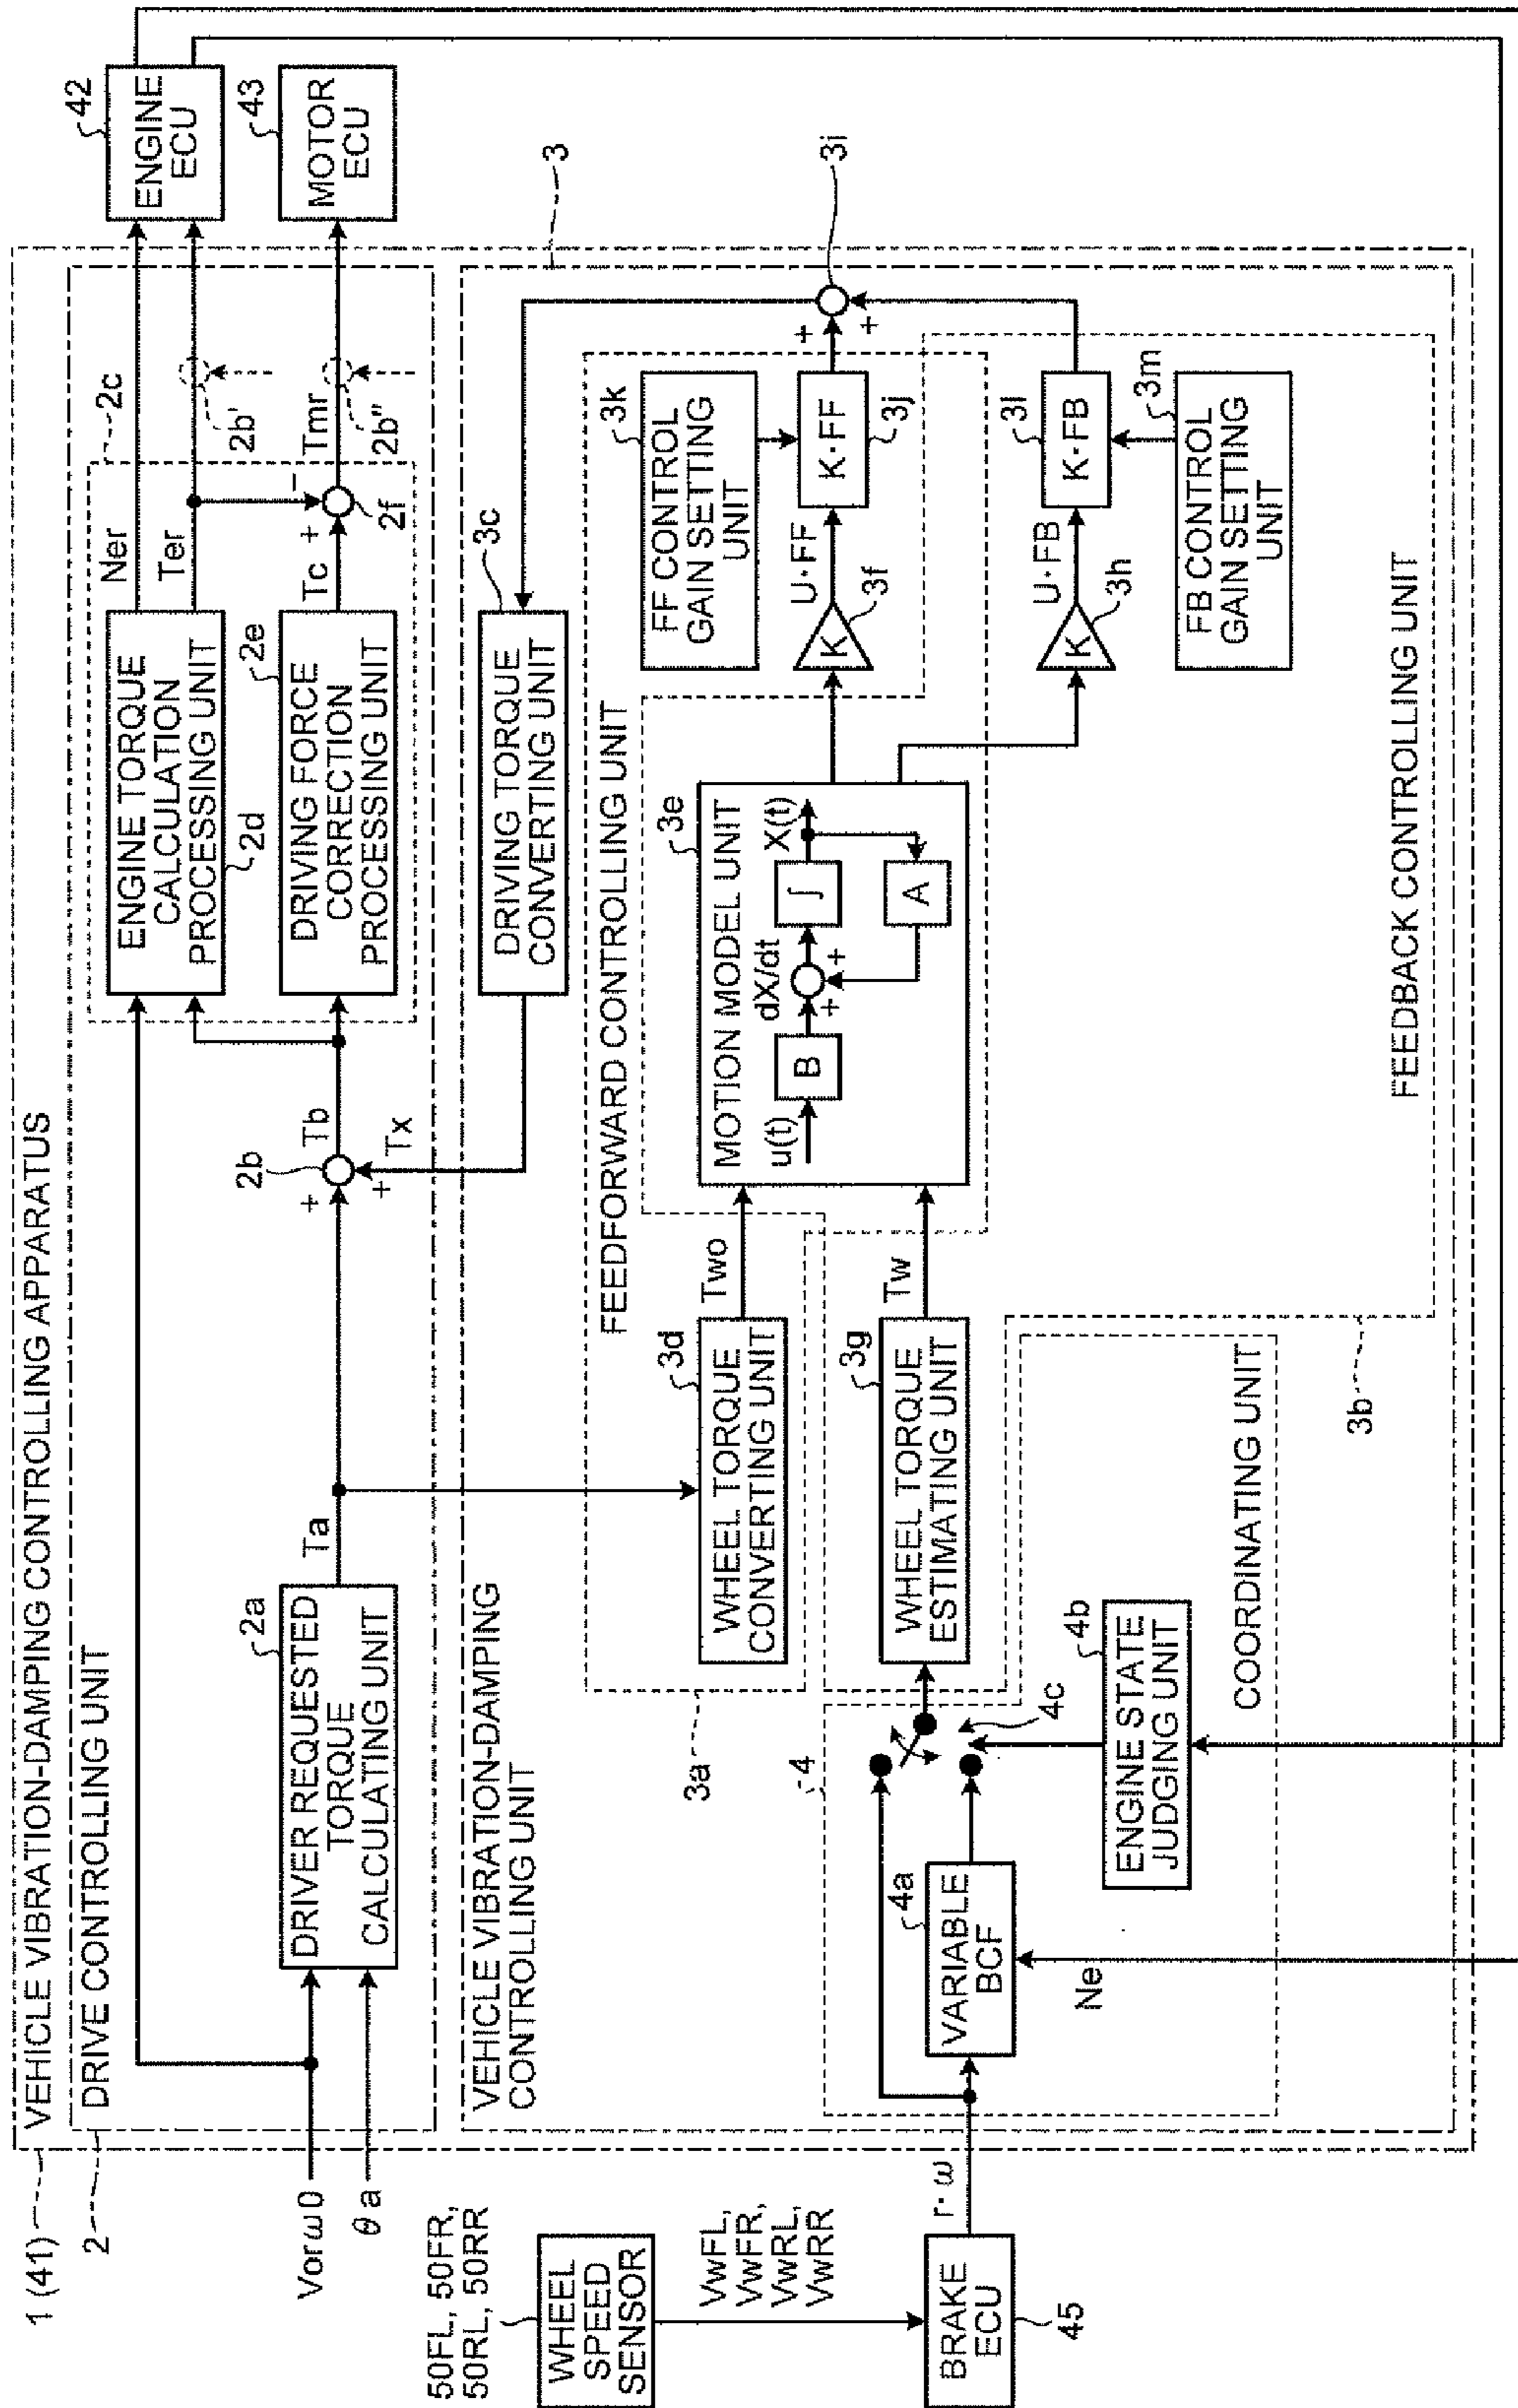 1 (41)
VEHICLE VIBRATION-DAMPING CONTROLLING APPARATUS
2
DRIVE CONTROLLING UNIT
Vorω0
θa
2a
DRIVER REQUESTED
TORQUE
CALCULATING UNIT
Ta
2b
+
+
Tb
Tx
ENGINE TORQUE
CALCULATION
PROCESSING UNIT
2d
2e
DRIVING FORCE
CORRECTION
PROCESSING UNIT
Ner
Ter
Tc
+
-
2f
2c
2b'
Tmr
2b"
42
ENGINE
ECU
43
MOTOR
ECU
VEHICLE VIBRATION-DAMPING
CONTROLLING UNIT
3
3c
DRIVING TORQUE
CONVERTING UNIT
3a
FEEDFORWARD CONTROLLING UNIT
3d
WHEEL TORQUE
CONVERTING UNIT
Two
3g
WHEEL TORQUE
ESTIMATING UNIT
Tw
3e
MOTION MODEL UNIT
u(t)
B
dX/dt
+
+
∫
X(t)
A
K
3f
U·FF
3k
FF CONTROL
GAIN SETTING
UNIT
K·FF
3j
+
+
3i
K
3h
U·FB
3l
K·FB
3m
FB CONTROL
GAIN SETTING
UNIT
FEEDBACK CONTROLLING UNIT
3b
50FL, 50FR,
50RL, 50RR
WHEEL
SPEED
SENSOR
VwFL,
VwFR,
VwRL,
VwRR
BRAKE
ECU
45
r·ω
4
4a
VARIABLE
BCF
Ne
4b
ENGINE STATE
JUDGING UNIT
4c
COORDINATING UNIT